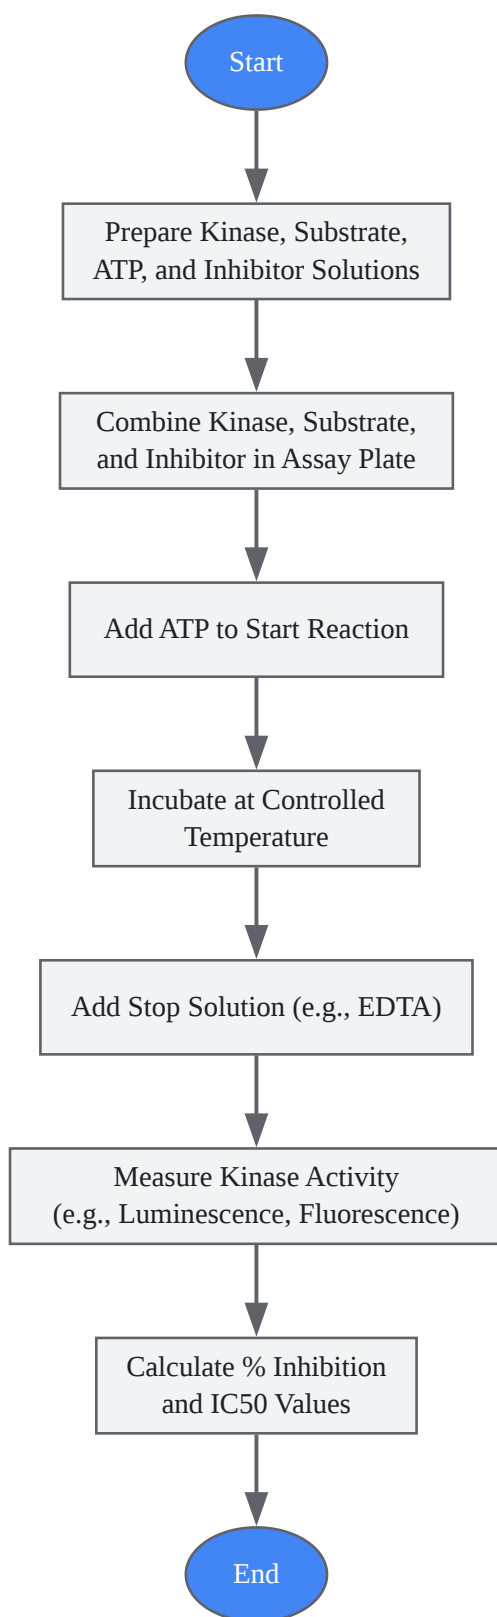 Start
Prepare Kinase, Substrate,
ATP, and Inhibitor Solutions
Combine Kinase, Substrate,
and Inhibitor in Assay Plate
Add ATP to Start Reaction
Incubate at Controlled
Temperature
Add Stop Solution (e.g., EDTA)
Measure Kinase Activity
(e.g., Luminescence, Fluorescence)
Calculate % Inhibition
and IC50 Values
End